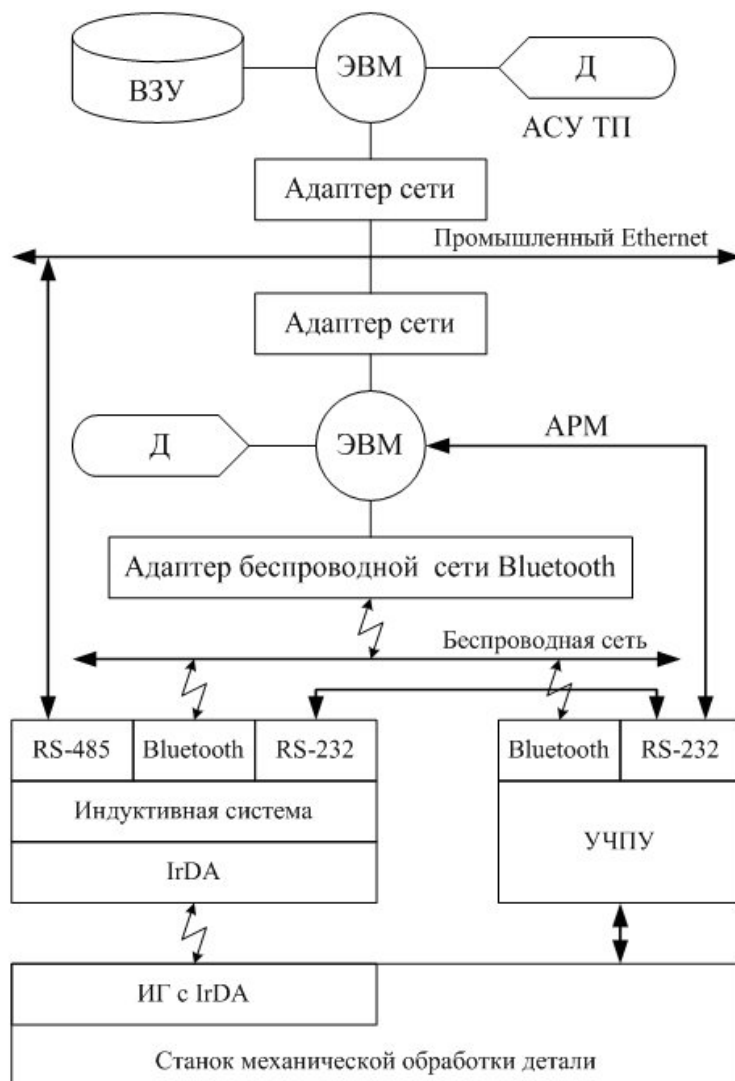 ВЗУ
ЭВМ
Д
АСУ ТП
Адаптер сети
Промышленный Ethernet
Адаптер сети
Д
ЭВМ
АРМ
Адаптер беспроводной сети Bluetooth
Беспроводная сеть
RS-485
Bluetooth
RS-232
Bluetooth
RS-232
Индуктивная система
УЧПУ
IrDA
ИГ с IrDA
Станок механической обработки детали